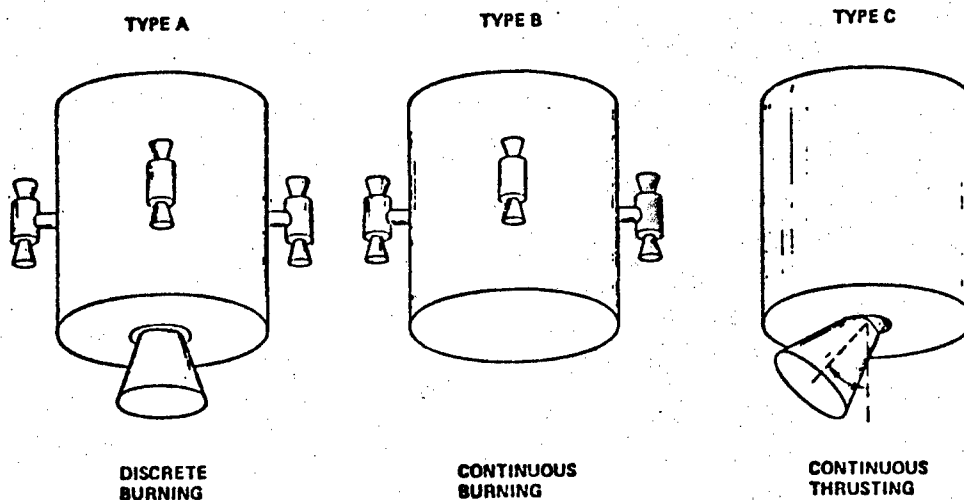 TYPE A
TYPE B
TYPE C
DISCRETE
BURNING
CONTINUOUS
BURNING
CONTINUOUS
THRUSTING